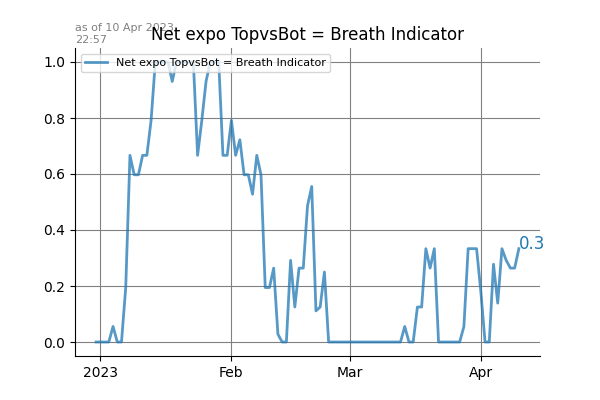 as of 10 Apr 2023
22:57
Net expo TopvsBot = Breath Indicator
Net expo TopvsBot = Breath Indicator
1.0
0.8
0.6
0.4
0.3
0.2
0.0
2023 Feb Mar Apr